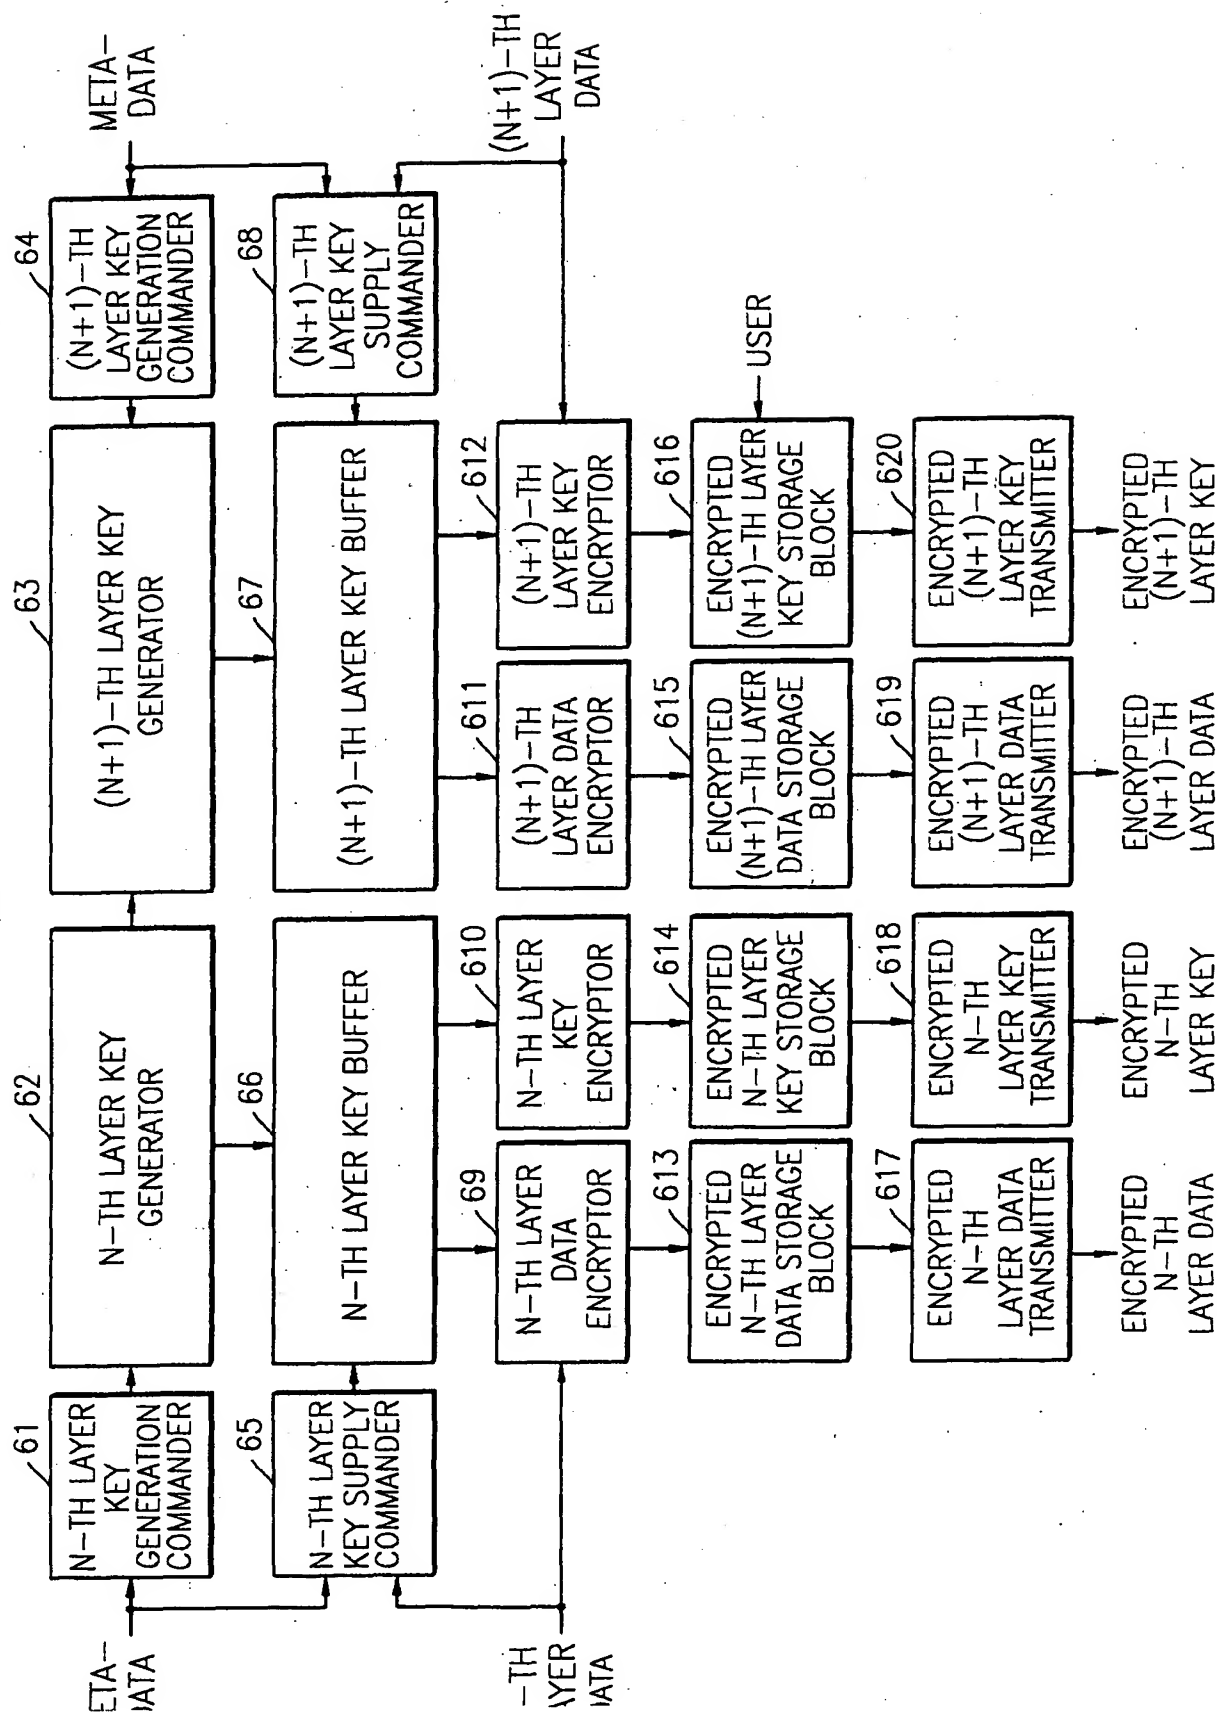 61
N-TH LAYER
KEY
GENERATION
COMMANDER
62
N-TH LAYER KEY
GENERATOR
63
(N+1)-TH LAYER KEY
GENERATOR
64
(N+1)-TH
LAYER KEY
GENERATION
COMMANDER
META-
DATA
ETA-
DATA
65
N-TH LAYER
KEY SUPPLY
COMMANDER
66
N-TH LAYER KEY BUFFER
67
(N+1)-TH LAYER KEY BUFFER
68
(N+1)-TH
LAYER KEY
SUPPLY
COMMANDER
-TH
AYER
DATA
69
N-TH LAYER
DATA
ENCRYPTOR
610
N-TH LAYER
KEY
ENCRYPTOR
611
(N+1)-TH
LAYER DATA
ENCRYPTOR
612
(N+1)-TH
LAYER KEY
ENCRYPTOR
(N+1)-TH
LAYER
DATA
613
ENCRYPTED
N-TH LAYER
DATA STORAGE
BLOCK
614
ENCRYPTED
N-TH LAYER
KEY STORAGE
BLOCK
615
ENCRYPTED
(N+1)-TH LAYER
DATA STORAGE
BLOCK
616
ENCRYPTED
(N+1)-TH LAYER
KEY STORAGE
BLOCK
USER
617
ENCRYPTED
N-TH
LAYER DATA
TRANSMITTER
618
ENCRYPTED
N-TH
LAYER KEY
TRANSMITTER
619
ENCRYPTED
(N+1)-TH
LAYER DATA
TRANSMITTER
620
ENCRYPTED
(N+1)-TH
LAYER KEY
TRANSMITTER
ENCRYPTED
N-TH
LAYER DATA
ENCRYPTED
N-TH
LAYER KEY
ENCRYPTED
(N+1)-TH
LAYER DATA
ENCRYPTED
(N+1)-TH
LAYER KEY